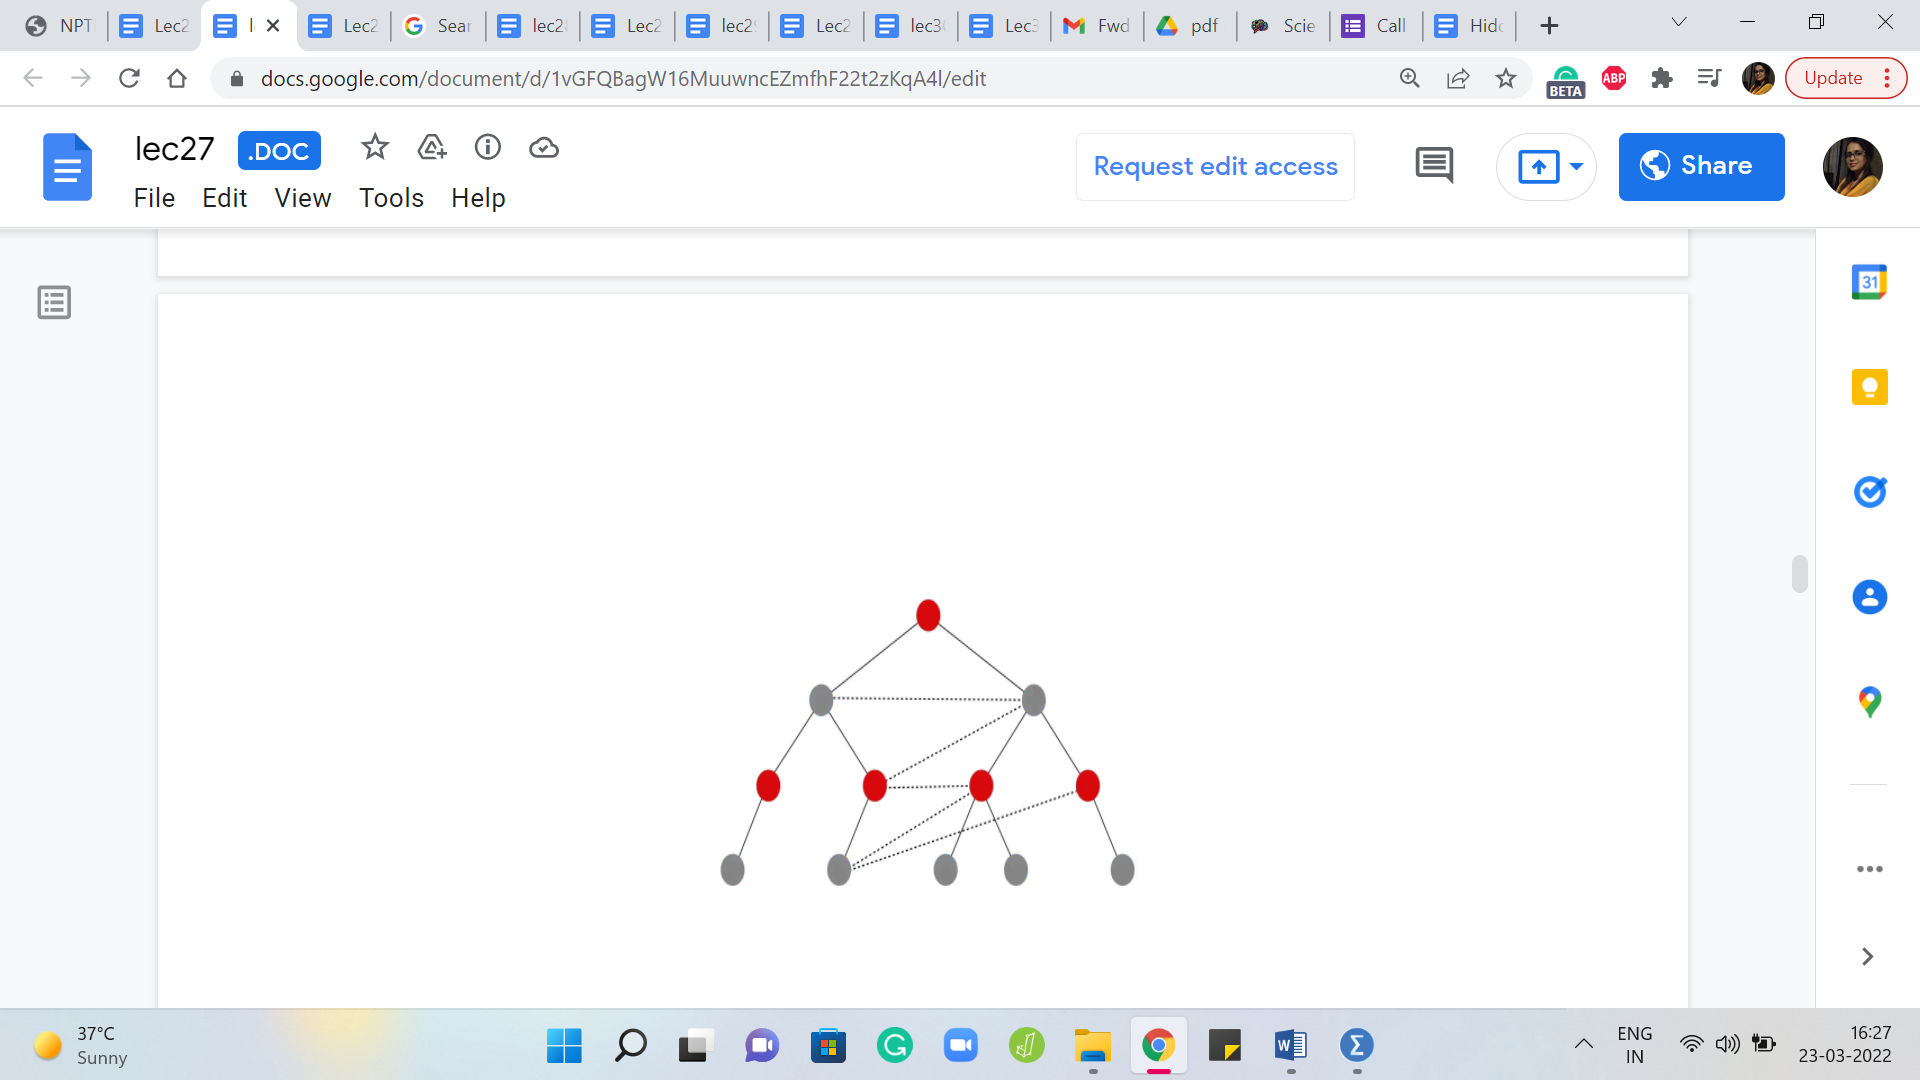 NPT
Lec2
l
Lec2
Sear
lec2
Lec2
lec2
Lec2
lec3
Lec3
Fwd
pdf
Scie
Call
Hid
docs.google.com/document/d/1vGFQBagW16MuuwncEZmfhF22t2zKqA4l/edit
BETA
ABP
Update
lec27
.DOC
File Edit View Tools Help
Request edit access
Share
31
37°C
Sunny
ENG
IN
16:27
23-03-2022